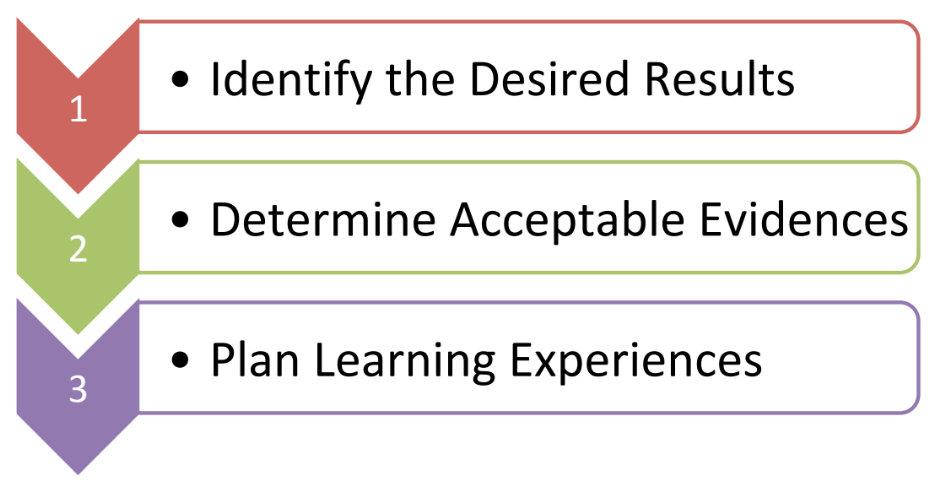 1
• Identify the Desired Results
2
• Determine Acceptable Evidences
3
• Plan Learning Experiences